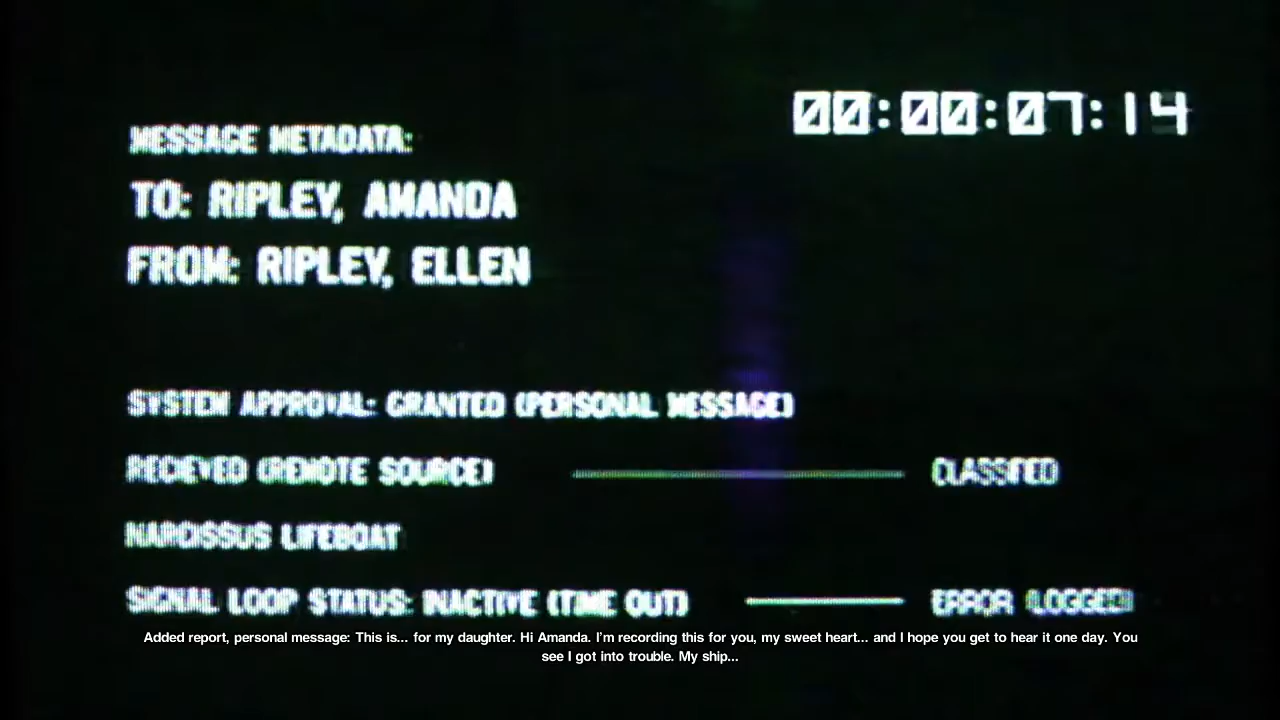 00:00:07:14
MESSAGE METADATA:
TO: RIPLEY, AMANDA
FROM: RIPLEY, ELLEN
SYSTEM APPROVAL: GRANTED (PERSONAL MESSAGE)
RECIEVED (REMOTE SOURCE) CLASSIFIED
NARCISSUS LIFEBOAT
SIGNAL LOOP STATUS: INACTIVE (TIME OUT) ERROR (LOGGED)
Added report, personal message: This is... for my daughter. Hi Amanda. I'm recording this for you, my sweet heart... and I hope you get to hear it one day. You
see I got into trouble. My ship...